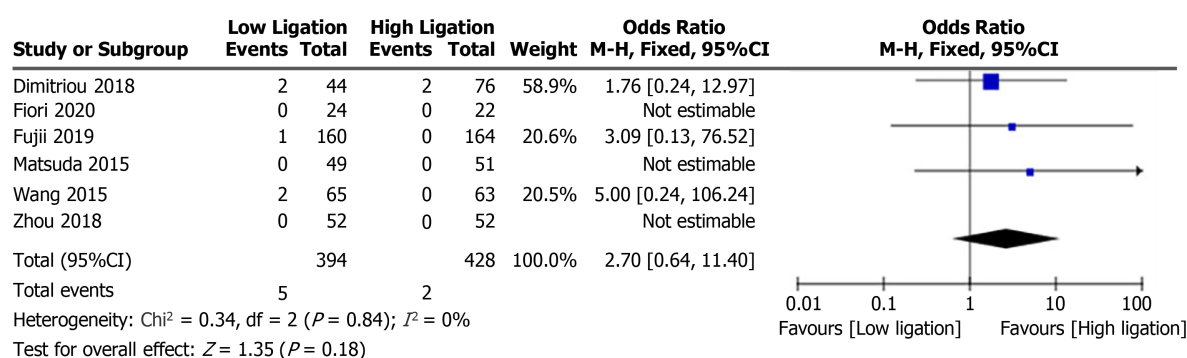 Low Ligation High Ligation Odds Ratio Odds Ratio
Study or Subgroup Events Total Events Total Weight M-H, Fixed, 95%CI M-H, Fixed, 95%CI
Dimitriou 2018 2 44 2 76 58.9% 1.76 [0.24, 12.97]
Fiori 2020 0 24 0 22 Not estimable
Fujii 2019 1 160 0 164 20.6% 3.09 [0.13, 76.52]
Matsuda 2015 0 49 0 51 Not estimable
Wang 2015 2 65 0 63 20.5% 5.00 [0.24, 106.24]
Zhou 2018 0 52 0 52 Not estimable
Total (95%CI) 394 428 100.0% 2.70 [0.64, 11.40]
Total events 5 2
Heterogeneity: Chi² = 0.34, df = 2 (P = 0.84); I² = 0%
Test for overall effect: Z = 1.35 (P = 0.18)
0.01 0.1 1 10 100
Favours [Low ligation] Favours [High ligation]